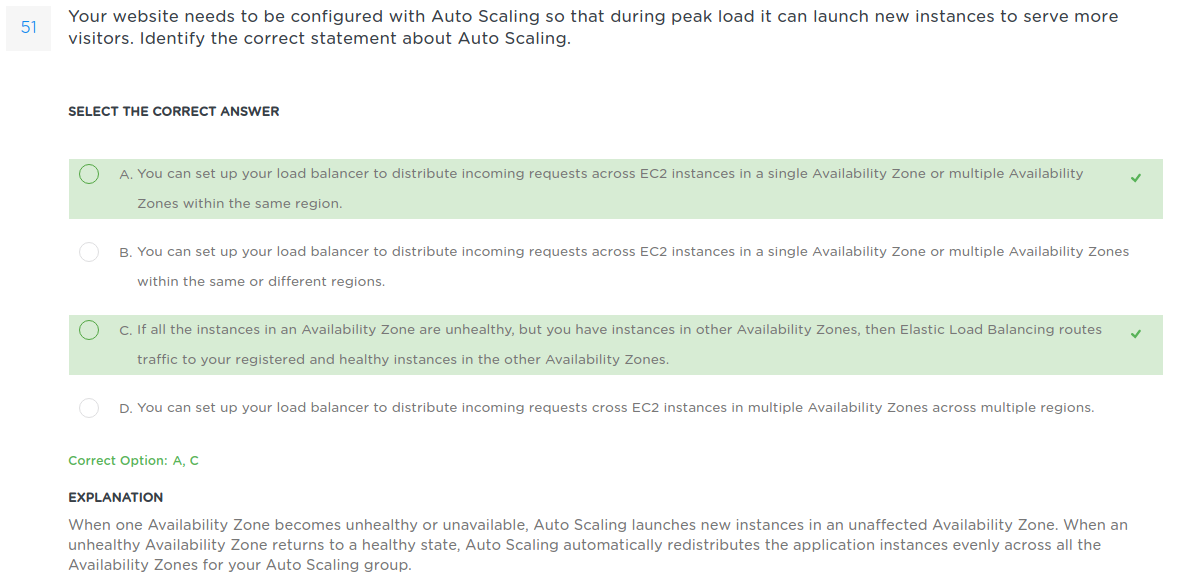 51
Your website needs to be configured with Auto Scaling so that during peak load it can launch new instances to serve more
visitors. Identify the correct statement about Auto Scaling.
SELECT THE CORRECT ANSWER
A. You can set up your load balancer to distribute incoming requests across EC2 instances in a single Availability Zone or multiple Availability
Zones within the same region.
B. You can set up your load balancer to distribute incoming requests across EC2 instances in a single Availability Zone or multiple Availability Zones
within the same or different regions.
C. If all the instances in an Availability Zone are unhealthy, but you have instances in other Availability Zones, then Elastic Load Balancing routes
traffic to your registered and healthy instances in the other Availability Zones.
D. You can set up your load balancer to distribute incoming requests cross EC2 instances in multiple Availability Zones across multiple regions.
Correct Option: A, C
EXPLANATION
When one Availability Zone becomes unhealthy or unavailable, Auto Scaling launches new instances in an unaffected Availability Zone. When an
unhealthy Availability Zone returns to a healthy state, Auto Scaling automatically redistributes the application instances evenly across all the
Availability Zones for your Auto Scaling group.